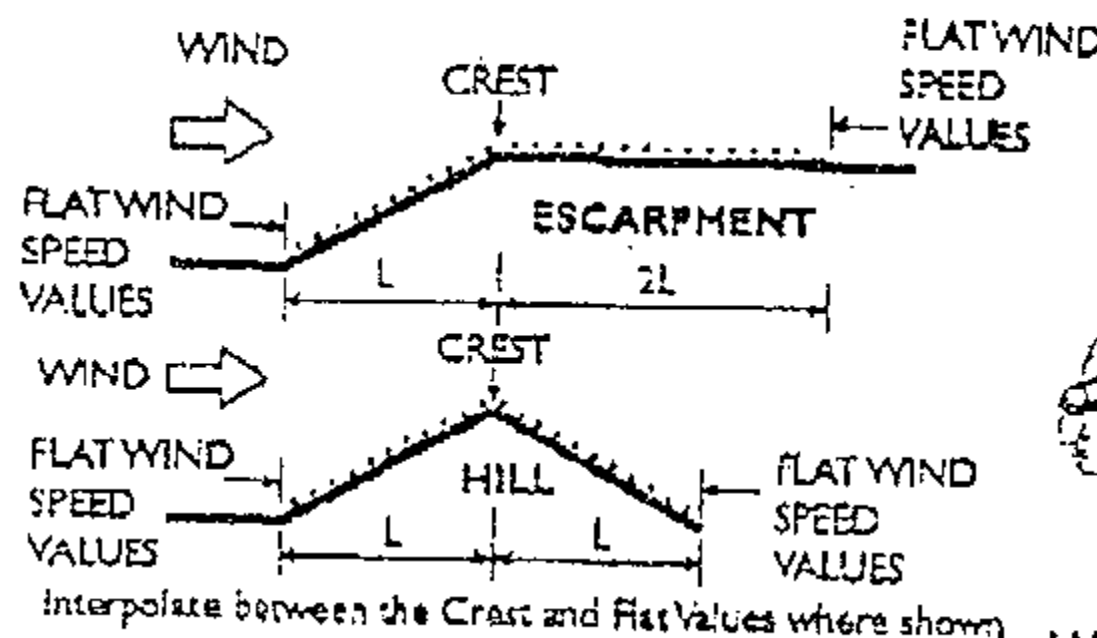 WIND
CREST
FLAT WIND
SPEED
VALUES
FLAT WIND
SPEED
VALUES
ESCARPMENT
L
2L
WIND
CREST
FLAT WIND
SPEED
VALUES
HILL
L
L
FLAT WIND
SPEED
VALUES
Interpolate between the Crest and Flat Values where shown)